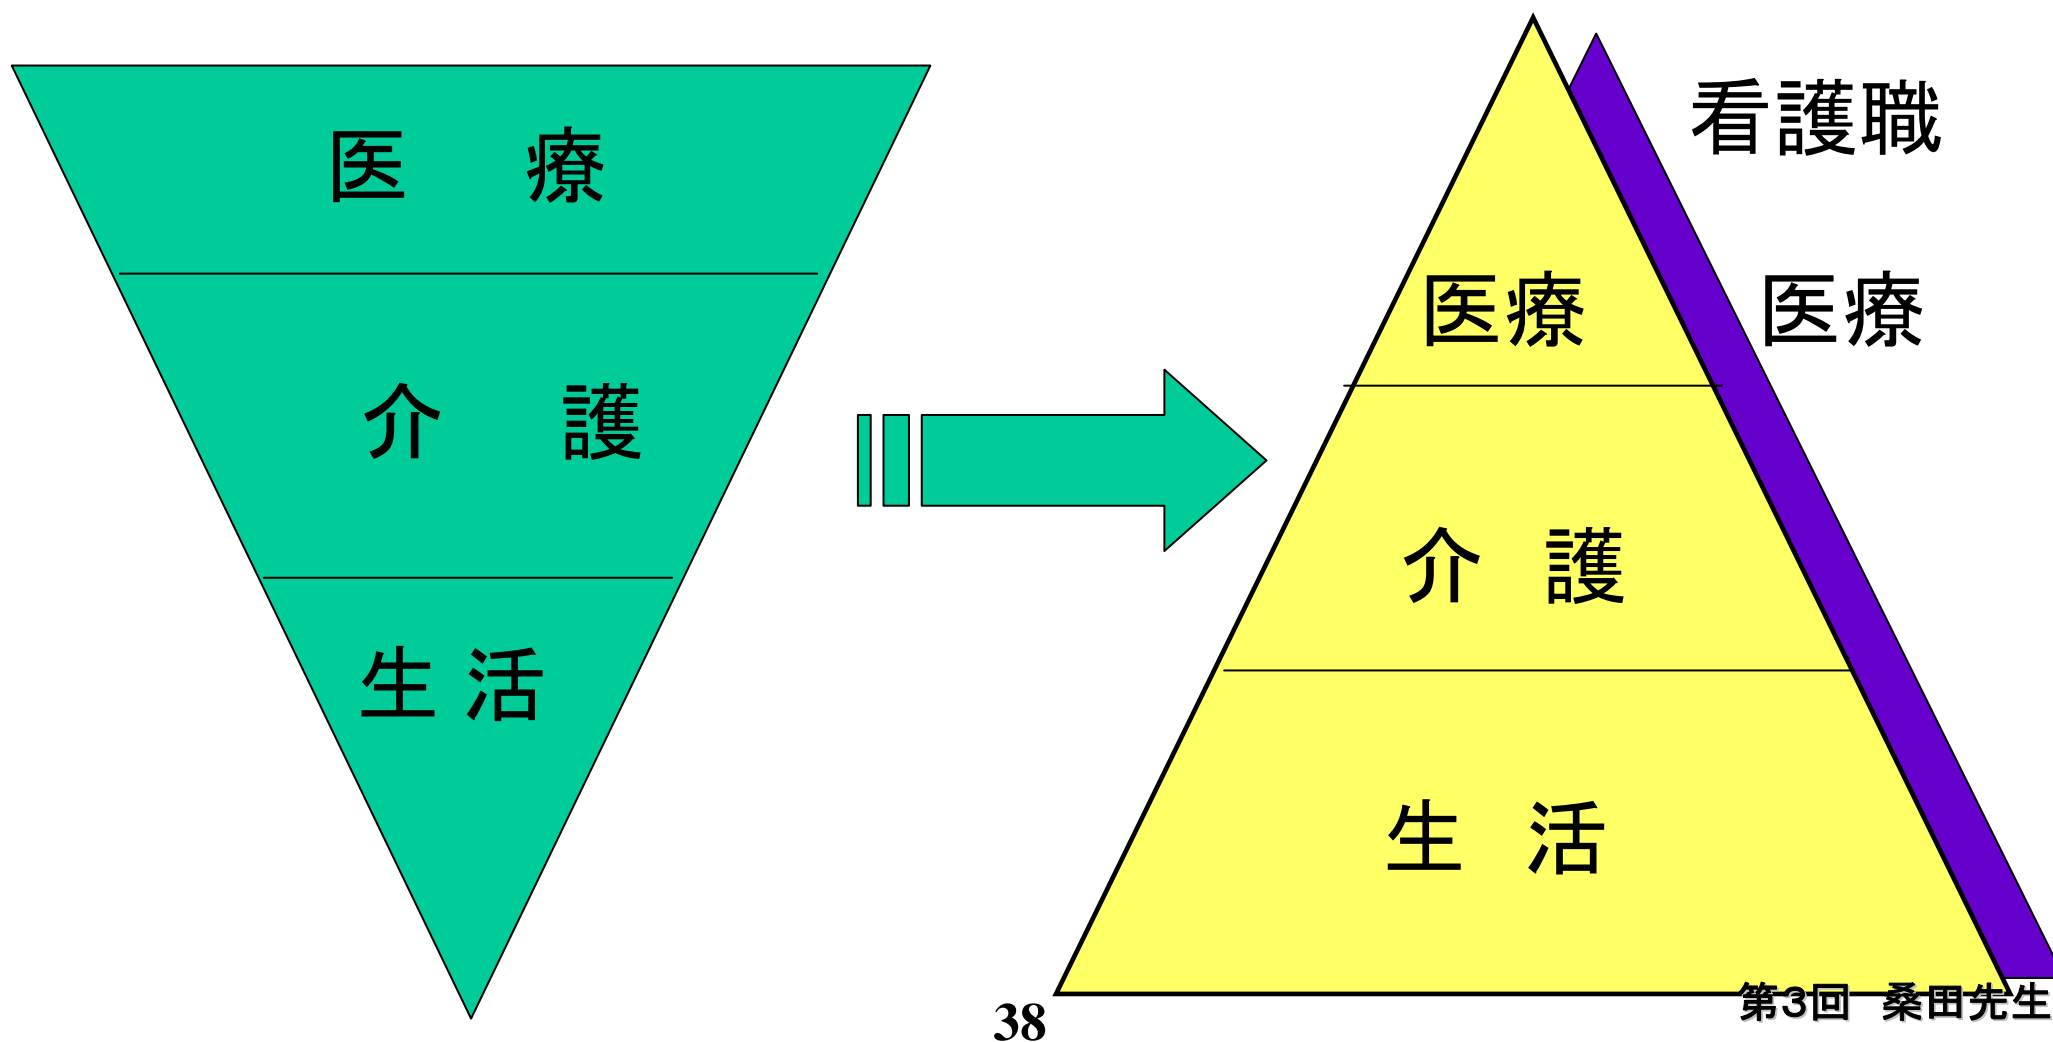 医 療
介 護
生 活
看護職
医療 医療
介 護
生 活
38
第3回 桑田先生